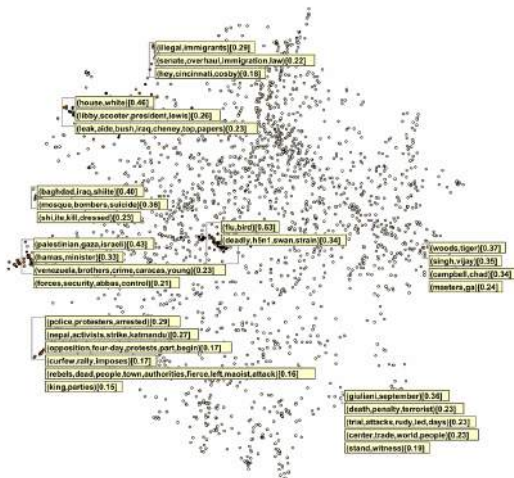 (illegal,immigrants)[0.29]
(senate,overhaul,immigration,law)[0.22]
(key,cincinnati,cosby)[0.18]
(house,white)[0.46]
(libby,scooter,president,lewis)[0.26]
(leak,aide,bush,iraq,cheney,top,papers)[0.23]
(baghdad,iraq,shiite)[0.40]
(mosque,bombers,suicide)[0.36]
(shi,ite,kill,dressed)[0.23]
(flu,bird)[0.63]
(deadly,h5n1,swan,strain)[0.34]
(palestinian,gaza,israeli)[0.43]
(hamas,minister)[0.33]
(venezuela,brothers,crime,caracas,young)[0.23]
(forces,security,abbas,control)[0.21]
(woods,tiger)[0.37]
(singh,vijay)[0.35]
(campbell,chad)[0.34]
(masters,ga)[0.24]
(police,protesters,arrested)[0.29]
(nepal,activists,strike,katmandu)[0.27]
(opposition,four-day,protests,part,begin)[0.17]
(curfew,rally,imposes)[0.17]
(rebels,dead,people,town,authorities,fierce,left,maoist,attack)[0.16]
(king,parties)[0.15]
(giuliani,september)[0.36]
(death,penalty,terrorist)[0.23]
(trial,attacks,rudy,led,days)[0.23]
(center,trade,world,people)[0.23]
(stand,witness)[0.19]